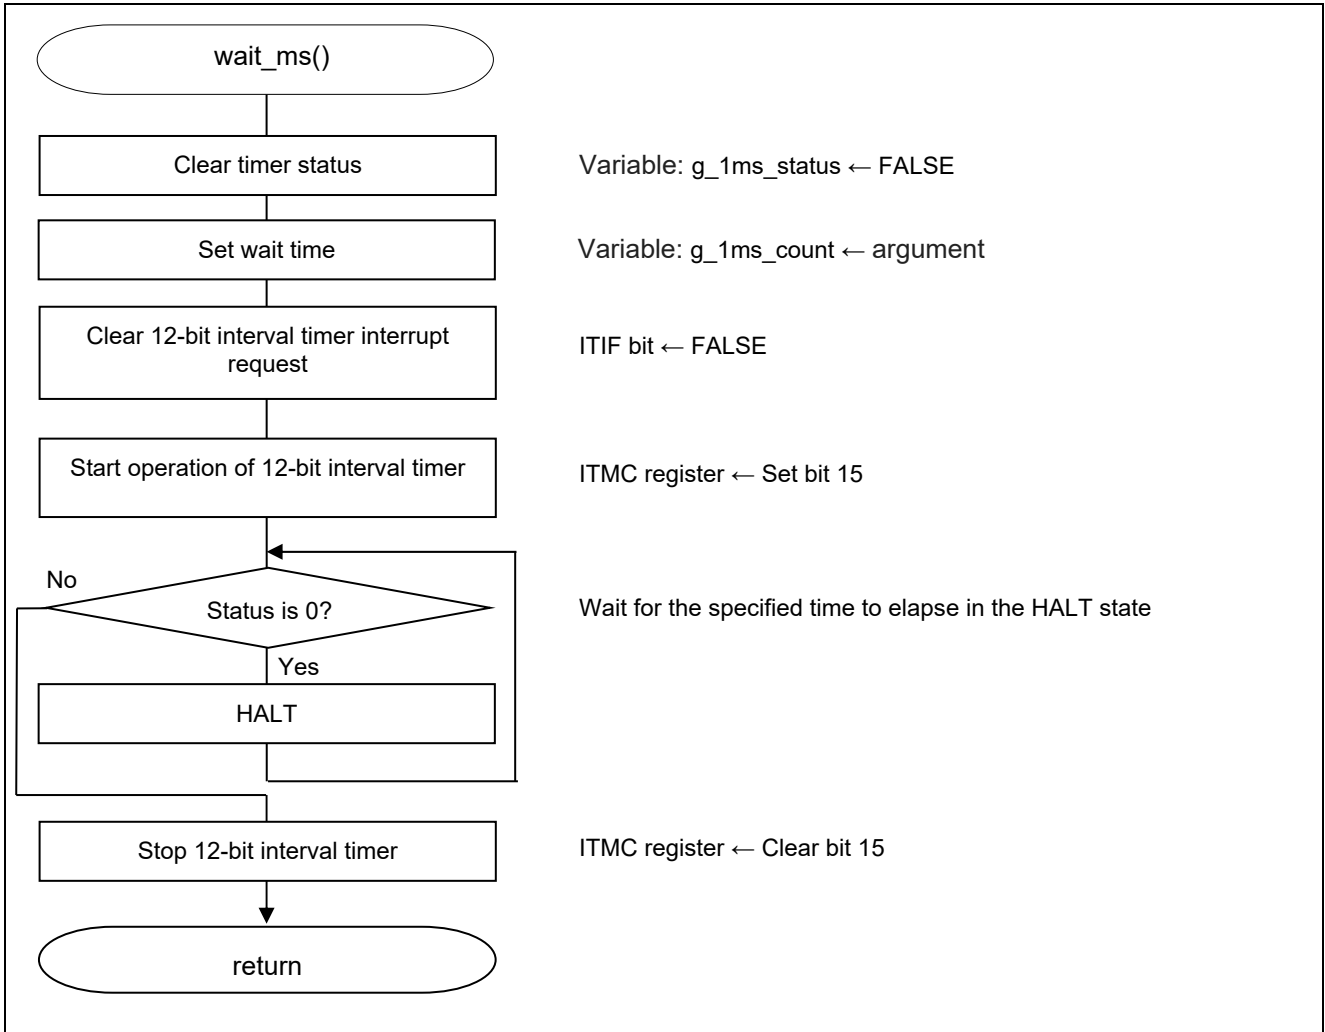 wait_ms()
Clear timer status
Variable: g_1ms_status ← FALSE
Set wait time
Variable: g_1ms_count ← argument
Clear 12-bit interval timer interrupt
request
ITIF bit ← FALSE
Start operation of 12-bit interval timer
ITMC register ← Set bit 15
No
Status is 0?
Wait for the specified time to elapse in the HALT state
Yes
HALT
Stop 12-bit interval timer
ITMC register ← Clear bit 15
return